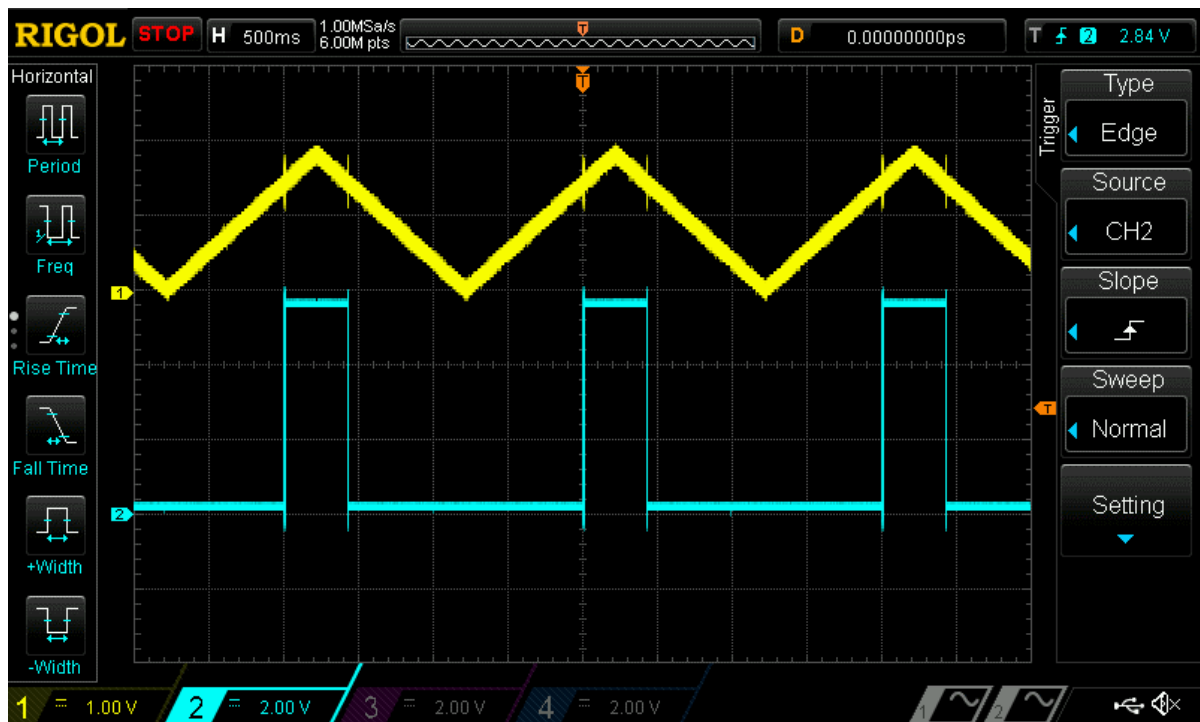 RIGOL STOP H 500ms 1.00MSa/s 6.00M pts T D 0.00000000ps T 2 2.84 V
Horizontal
Period
Freq
Rise Time
Fall Time
+Width
-Width
T
1
2
T
Trigger
Type
Edge
Source
CH2
Slope
Sweep
Normal
Setting
1 1.00 V 2 2.00 V 3 2.00 V 4 2.00 V 1 2